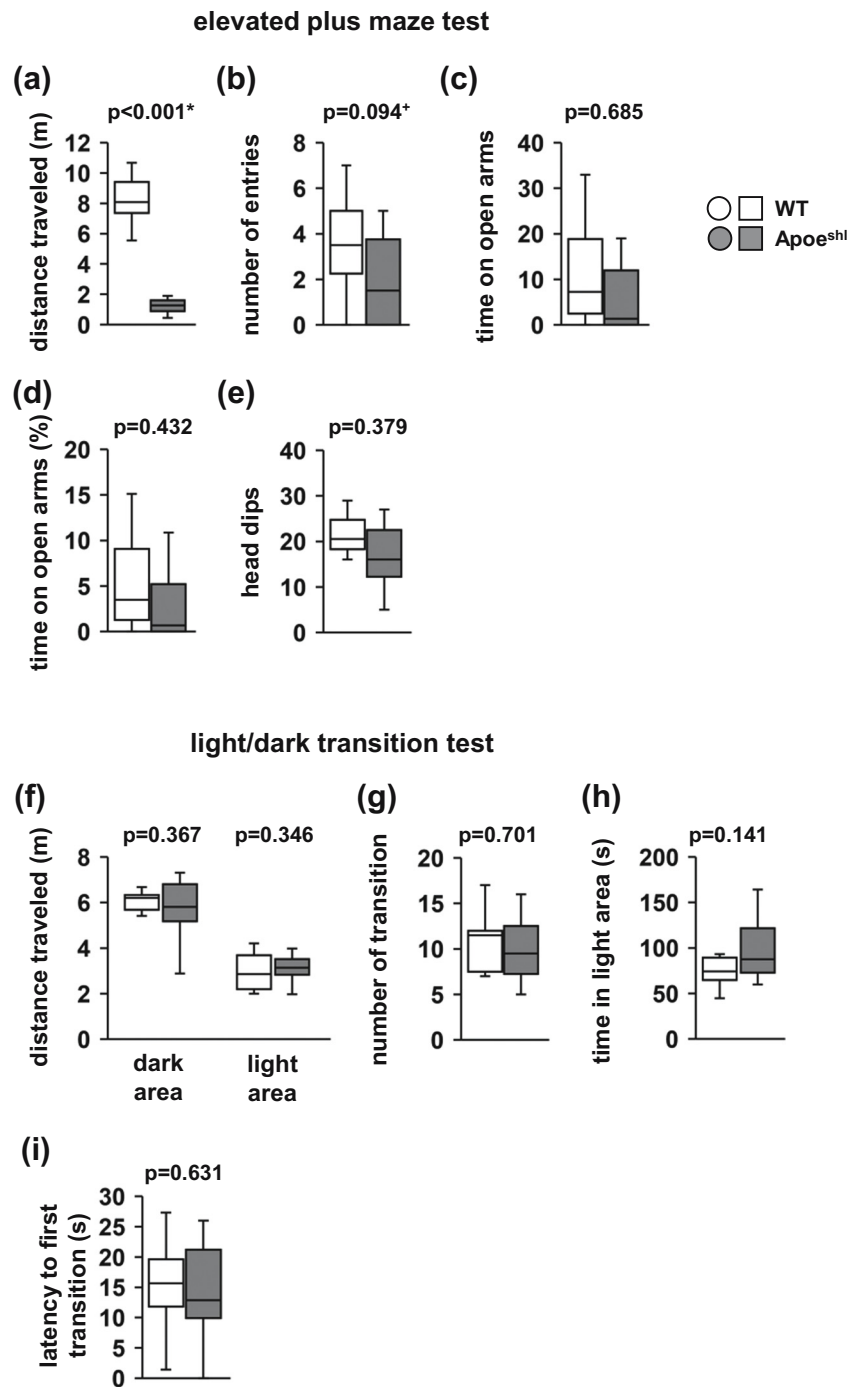 elevated plus maze test
(a)
p<0.001*
distance traveled (m)
12
10
8
6
4
2
0
(b)
p=0.094⁺
number of entries
8
6
4
2
0
(c)
p=0.685
time on open arms
40
30
20
10
0
WT
Apoeˢʰˡ
(d)
p=0.432
time on open arms (%)
20
15
10
5
0
(e)
p=0.379
head dips
40
30
20
10
0
light/dark transition test
(f)
p=0.367
p=0.346
distance traveled (m)
8
6
4
2
0
dark
area
light
area
(g)
p=0.701
number of transition
20
15
10
5
0
(h)
p=0.141
time in light area (s)
200
150
100
50
0
(i)
p=0.631
latency to first
transition (s)
30
25
20
15
10
5
0